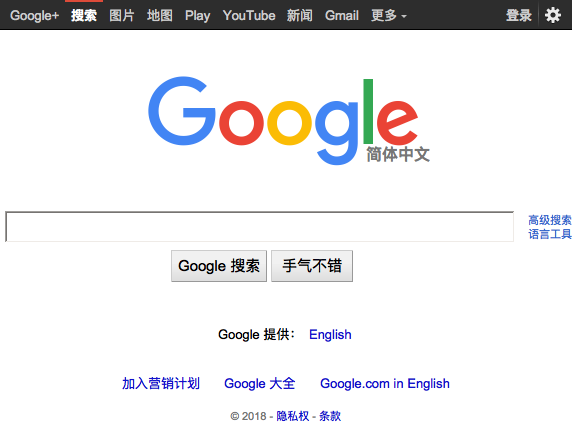 Google+ 搜索 图片 地图 Play YouTube 新闻 Gmail 更多 登录
Google
简体中文
高级搜索
语言工具
Google 搜索 手气不错
Google 提供： English
加入营销计划 Google 大全 Google.com in English
© 2018 - 隐私权 - 条款